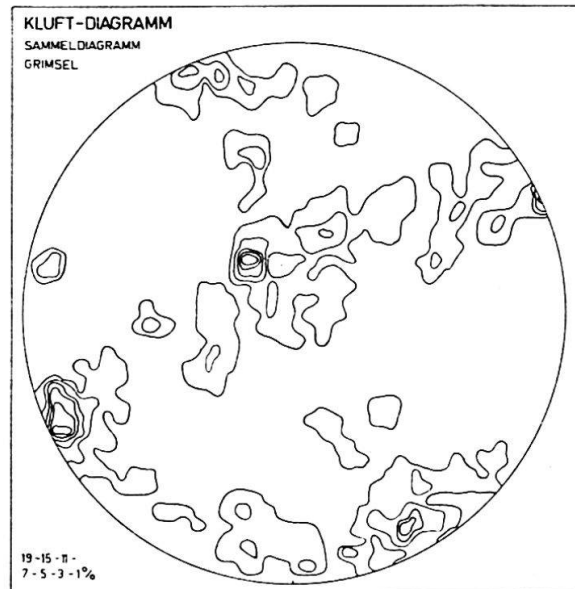 KLUFT-DIAGRAMM
SAMMELDIAGRAMM
GRIMSEL
19-15-11-
7-5-3-1%